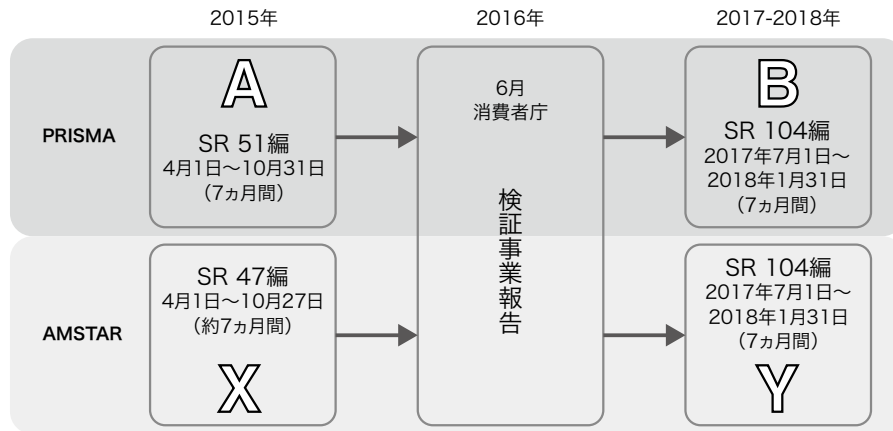 2015年
2016年
2017-2018年
PRISMA
A
SR 51編
4月1日～10月31日
（7ヵ月間）
6月
消費者庁
検証事業報告
B
SR 104編
2017年7月1日～
2018年1月31日
（7ヵ月間）
AMSTAR
SR 47編
4月1日～10月27日
（約7ヵ月間）
X
SR 104編
2017年7月1日～
2018年1月31日
（7ヵ月間）
Y